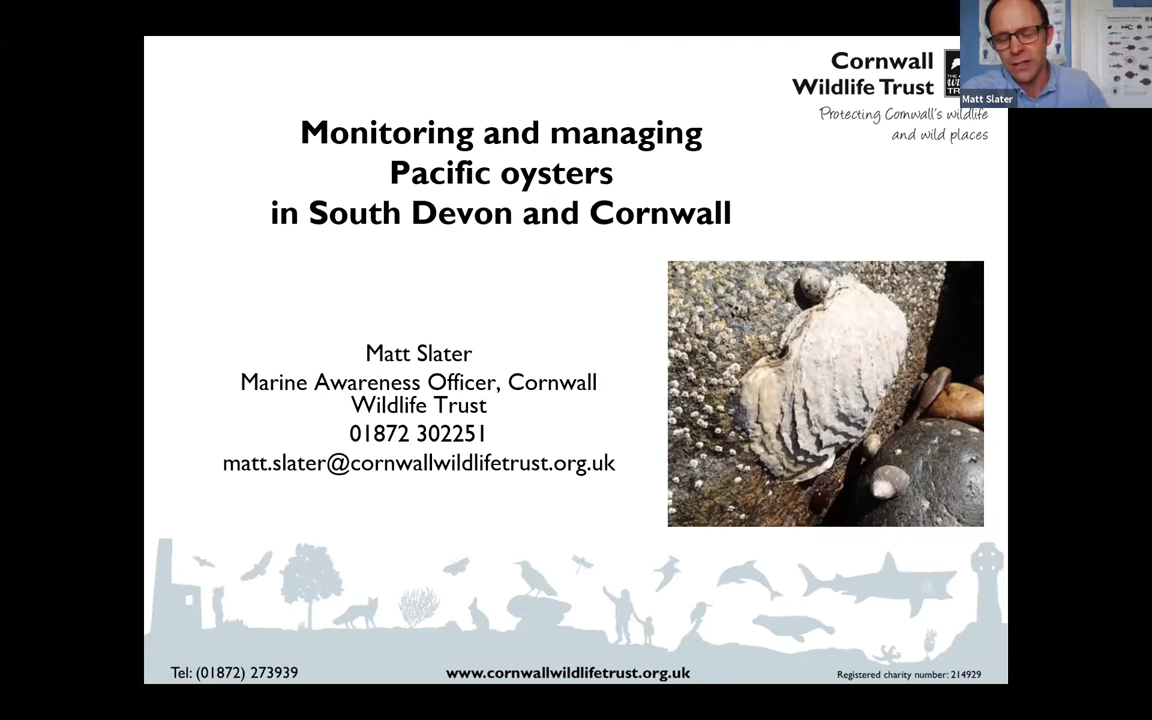 Cornwall
Wildlife Trust
Matt Slater
Protecting Cornwall's wildlife
and wild places
Monitoring and managing
Pacific oysters
in South Devon and Cornwall
Matt Slater
Marine Awareness Officer, Cornwall
Wildlife Trust
01872 302251
matt.slater@cornwallwildlifetrust.org.uk
Tel: (01872) 273939
www.cornwallwildlifetrust.org.uk
Registered charity number: 214929